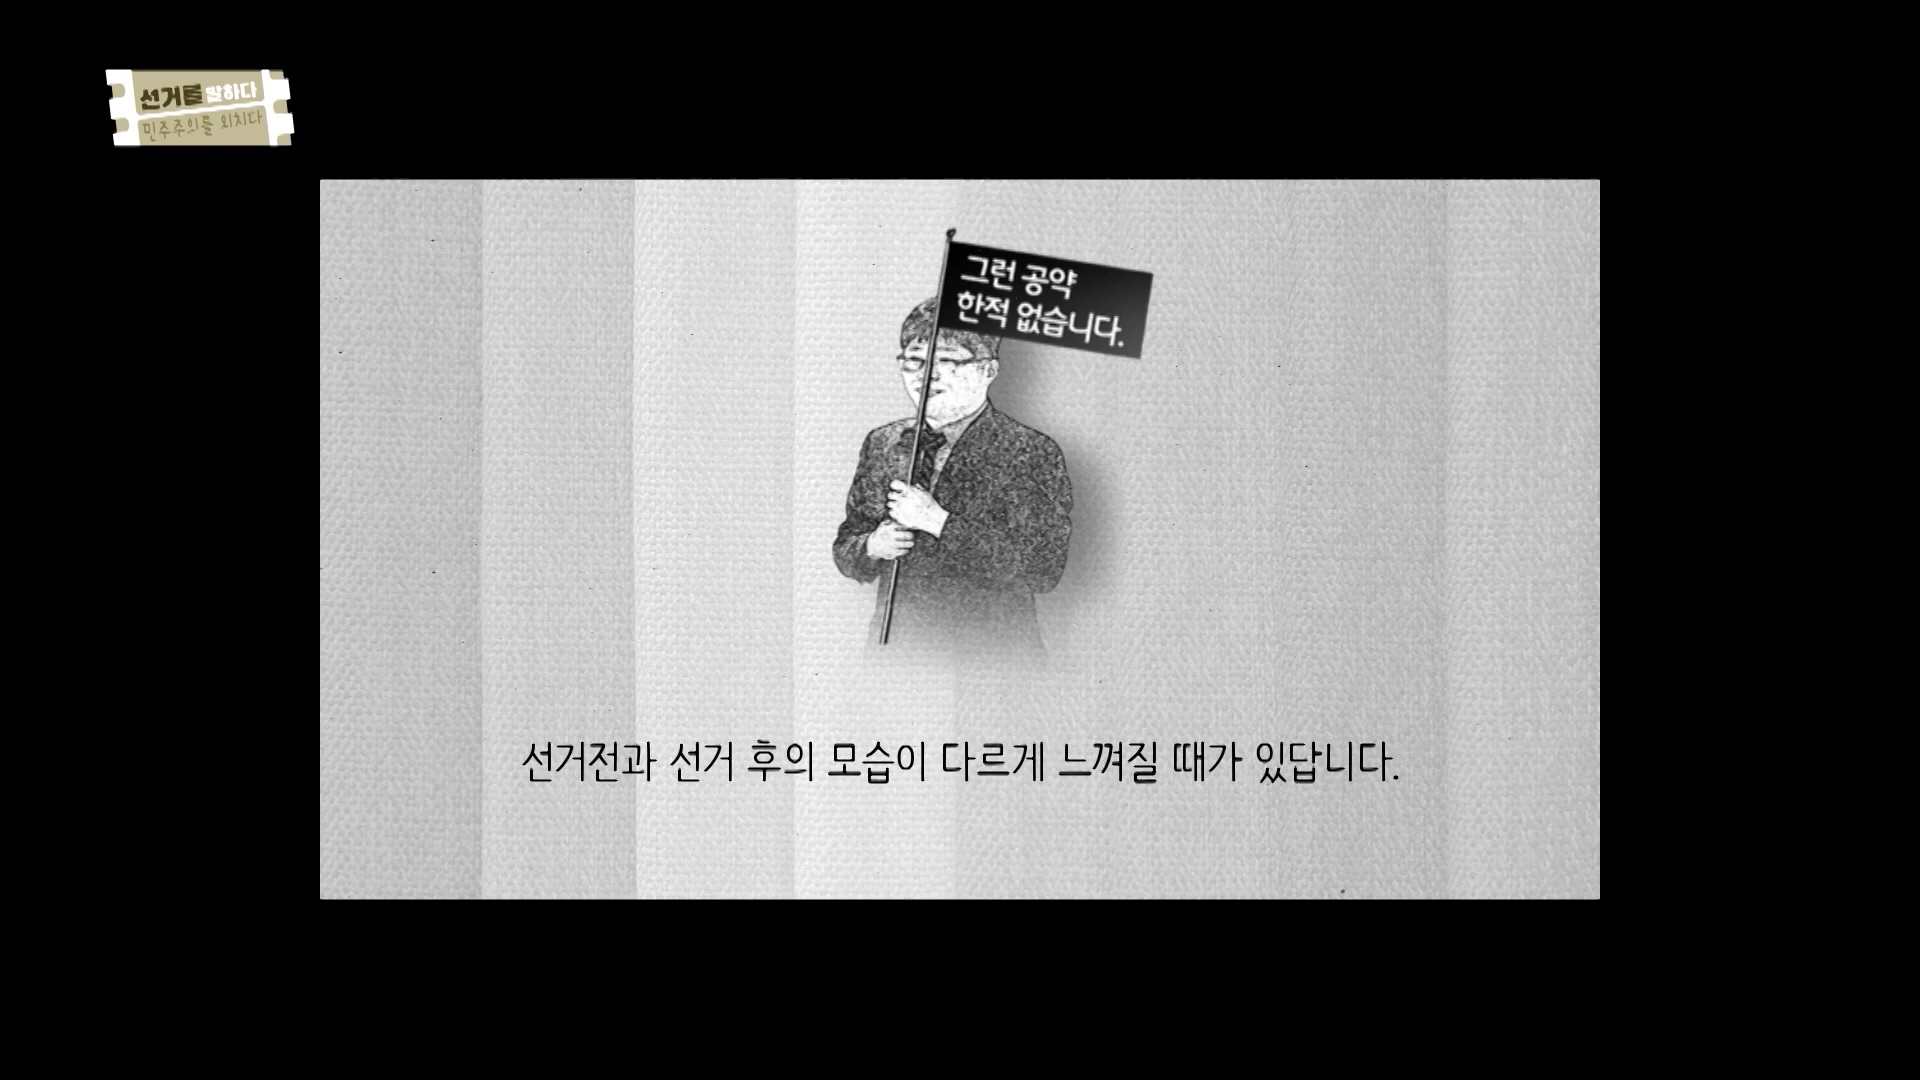 선거를 말하다
민주주의를 외치다
그런 공약
한적 없습니다.
선거전과 선거 후의 모습이 다르게 느껴질 때가 있답니다.